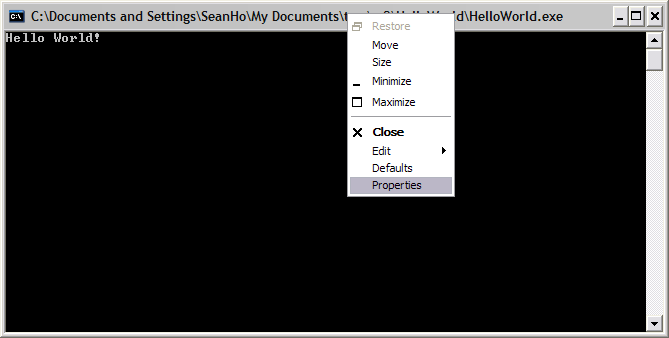 C:\Documents and Settings\SeanHo\My Documents\ \HelloWorld\HelloWorld.exe
Hello World!
Restore
Move
Size
Minimize
Maximize
Close
Edit
Defaults
Properties